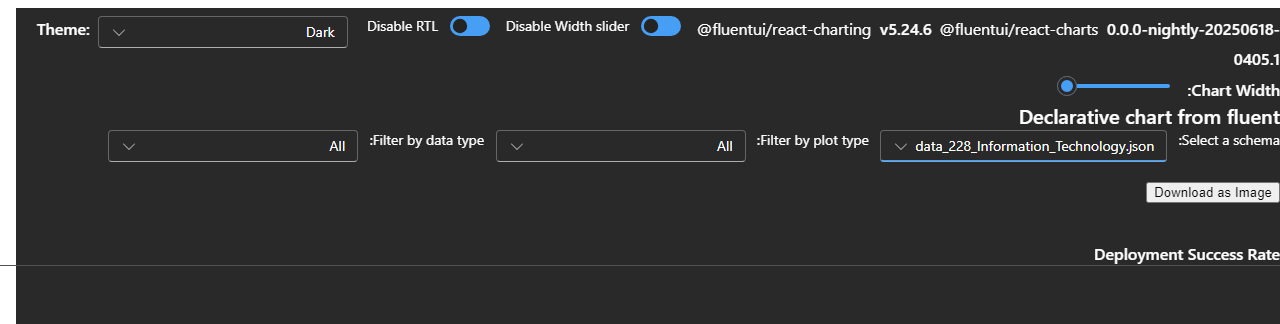 Theme: Dark Disable RTL Disable Width slider @fluentui/react-charting v5.24.6 @fluentui/react-charts 0.0.0-nightly-20250618-
0405.1
:Chart Width
Declarative chart from fluent
:Select a schema data_228_Information_Technology.json :Filter by plot type All :Filter by data type All
Download as Image
Deployment Success Rate